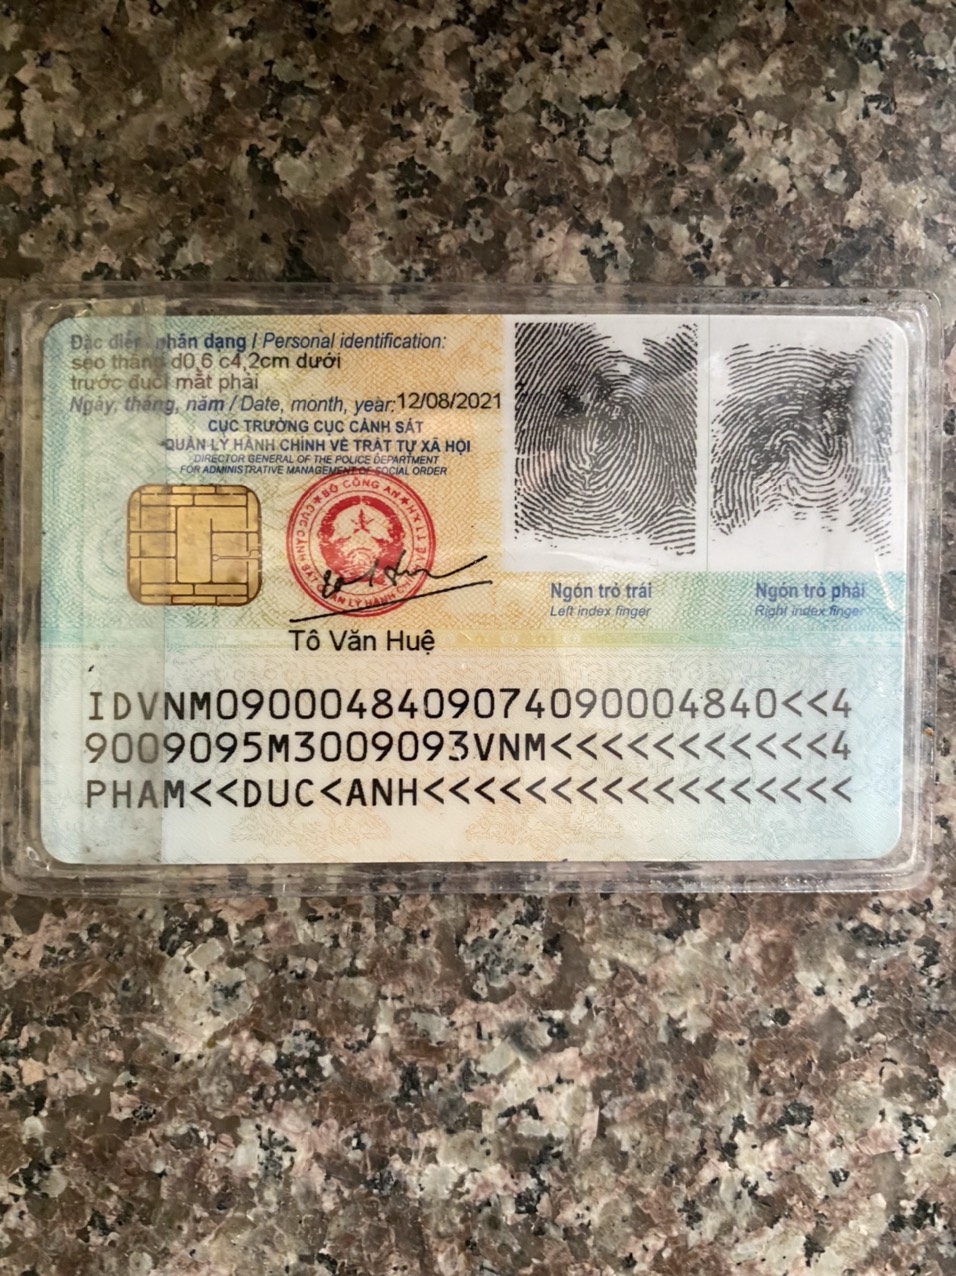 Đặc điểm nhân dạng / Personal identification:
sẹo thẳng d0,6 c4,2cm dưới
trước đuôi mắt phải
Ngày, tháng, năm / Date, month, year: 12/08/2021
CỤC TRƯỞNG CỤC CẢNH SÁT
QUẢN LÝ HÀNH CHÍNH VỀ TRẬT TỰ XÃ HỘI
DIRECTOR GENERAL OF THE POLICE DEPARTMENT
FOR ADMINISTRATIVE MANAGEMENT OF SOCIAL ORDER
BỘ CÔNG AN
Tô Văn Huệ
Ngón trỏ trái
Left index finger
Ngón trỏ phải
Right index finger
IDVNM0900048409074090004840<<4
9009095M3009093VNM<<<<<<<<<<<4
PHAM<<DUC<ANH<<<<<<<<<<<<<<<<<